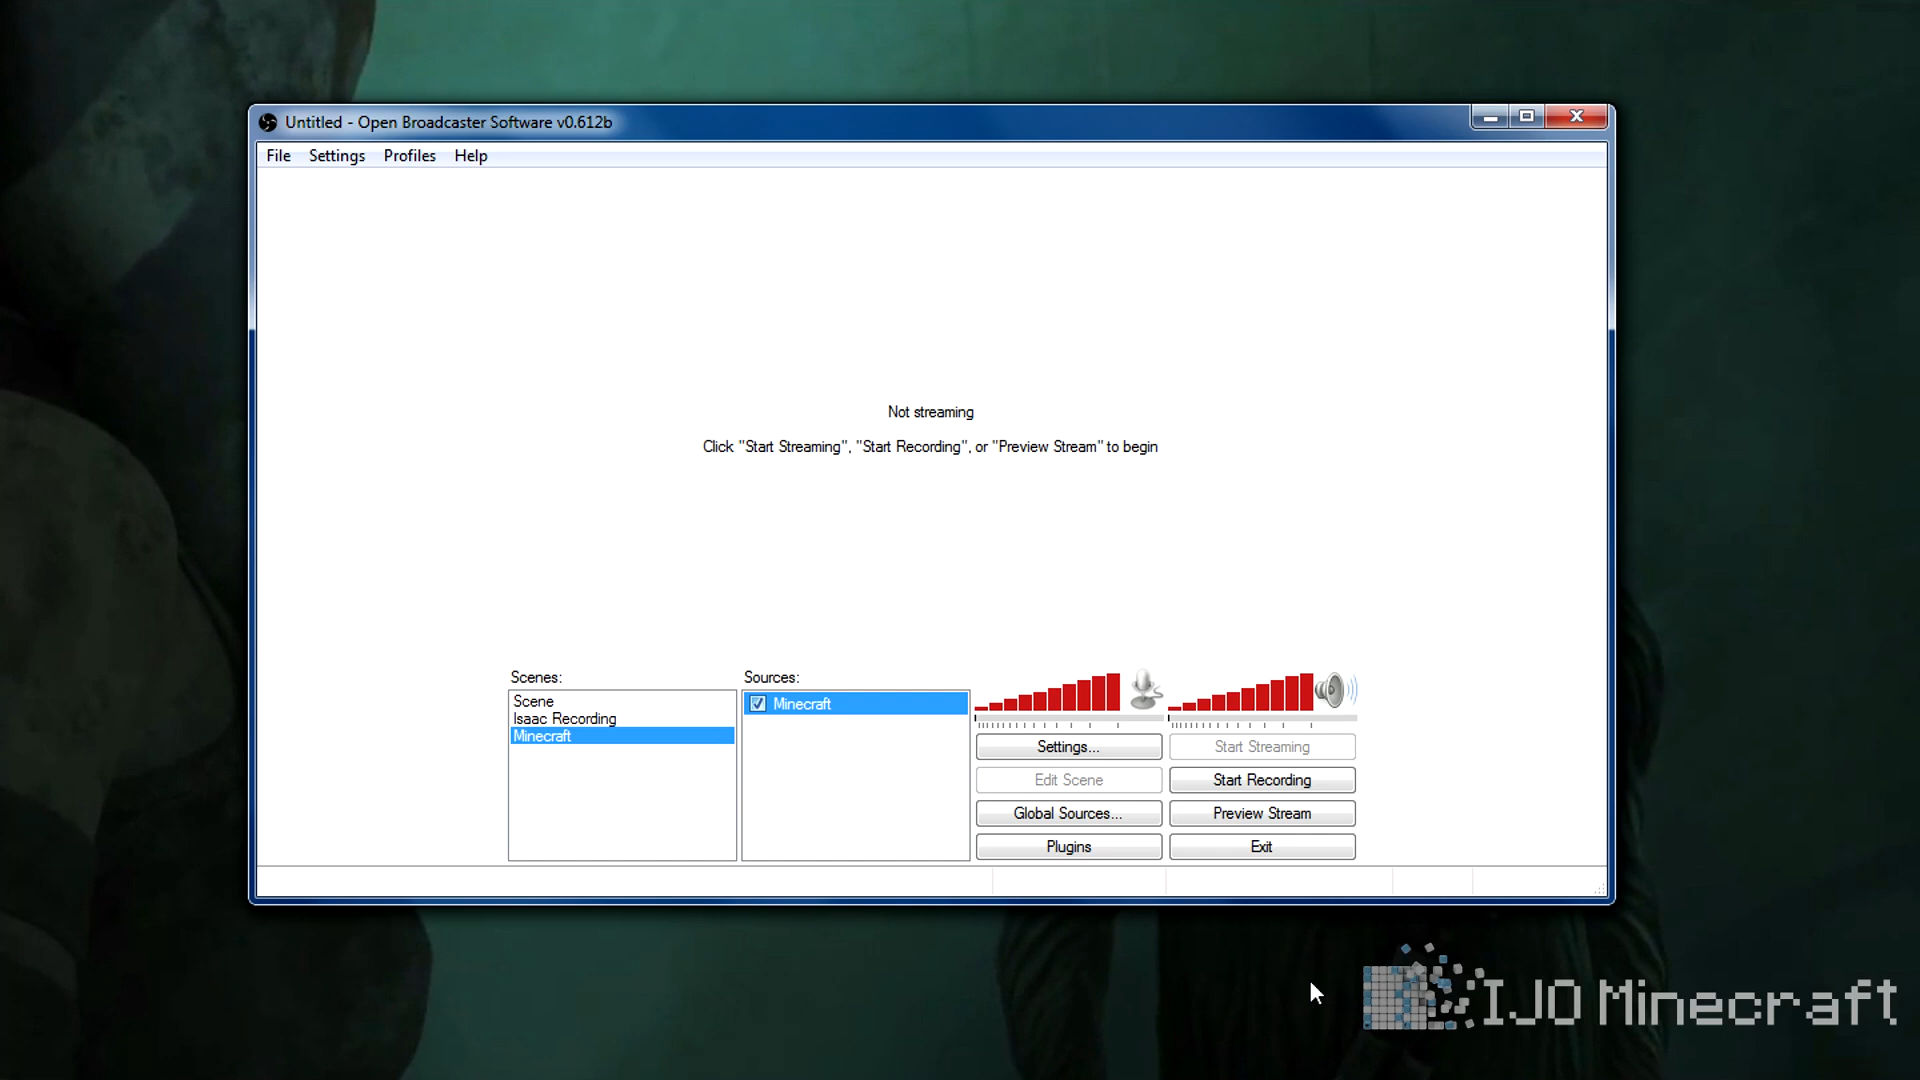 Untitled - Open Broadcaster Software v0.612b
File Settings Profiles Help
Not streaming
Click "Start Streaming", "Start Recording", or "Preview Stream" to begin
Scenes:
Scene
Isaac Recording
Minecraft
Sources:
Minecraft
Settings...
Start Streaming
Edit Scene
Start Recording
Global Sources...
Preview Stream
Plugins
Exit
IJO Minecraft